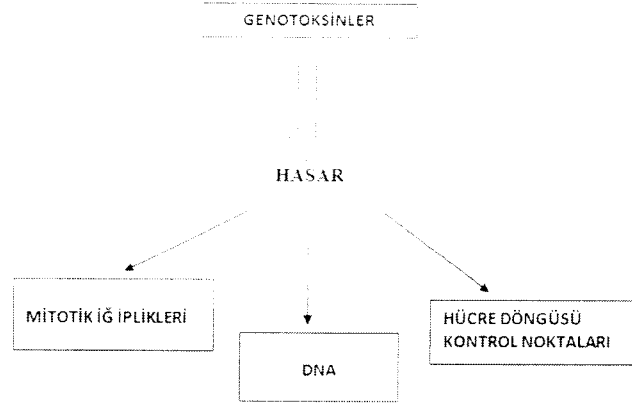 GENOTOKSİNLER
HASAR
MİTOTİK İĞ İPLİKLERİ
DNA
HÜCRE DÖNGÜSÜ
KONTROL NOKTALARI